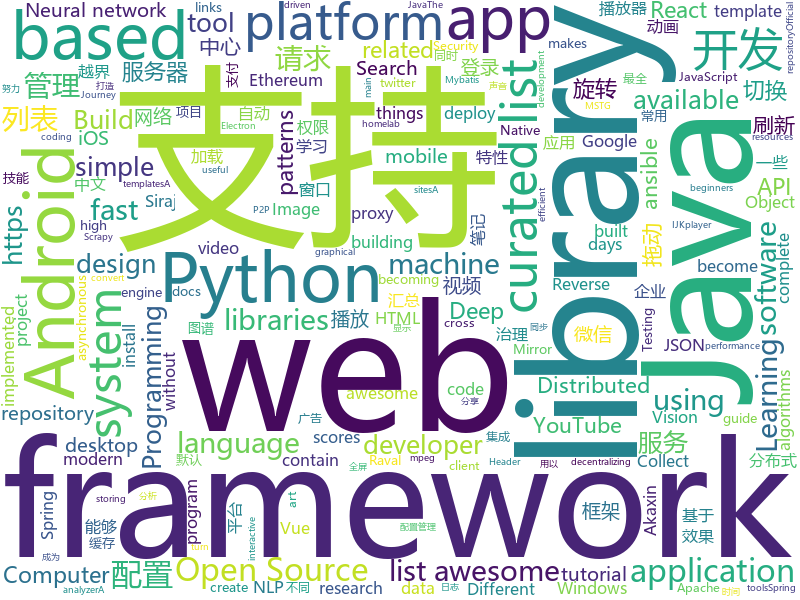 Neural network
links
driven
JavaThe
repositoryOfficial
based
tool
中心
platform
app
React
播放器
template
动画
Security
同时
makes
开发
努力
打造
越界
服务器
支付
请求
related
登录
Mybatis
最全
Journey
管理
Ethereum
Search
twitter
声音
旋转
JavaScript
切换
列表
Build
网络
自动
权限
things
main
Native
MSTG
iOS
coding
项目
Electron
学习
homelab
deploy
development
available
常用
刷新
resources
simple
加载
patterns
mobile
特性
应用
Google
library
java
支持
技能
中文
templatesA
useful
窗口
sitesA
curated list
ansible
一些
API
Object
https
Android
fast
Siraj
P2P
Image
proxy
笔记
built
days
拖动
beginners
IJKplayer
high
Scrapy
graphical
building
efficient
become
complete
design
video
Python
machine
Reverse
software
asynchronous
convert
engine
docs
becoming
cross
视频
企业
汇总
HTML
Deep
implemented
project
install
Programming
图谱
libraries
播放
治理
微信
Testing
显示
同步
Mirror
JSON
performance
system
without
web
awesome
code
Distributed
Learning
algorithms
repository
广告
分享
集成
Vision
guide
desktop
language
developer
YouTube
using
modern
默认
scores
contain
服务
Collect
分布式
storing
分析
全屏
Raval
client
Header
用以
decentralizing
framework
Spring
能够
缓存
program
平台
mpeg
art
Vue
interactive
配置管理
Akaxin
框架
基于
效果
Computer
配置
Open Source
list awesome
tutorial
application
成为
analyzerA
turn
create
NLP
不同
research
data
日志
Different
Windows
Apache
时间
toolsSpring